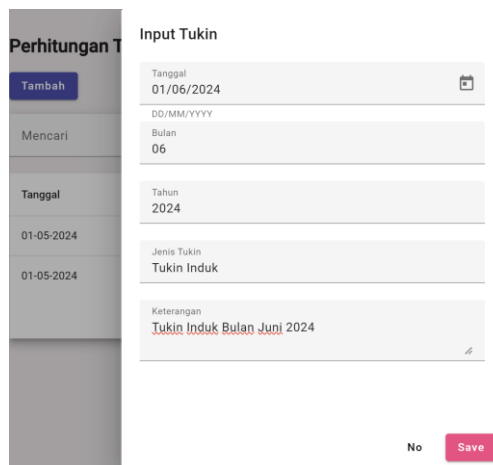 Perhitungan T
Tambah
Mencari
Tanggal
01-05-2024
01-05-2024
Input Tukin
Tanggal
01/06/2024
DD/MM/YYYY
Bulan
06
Tahun
2024
Jenis Tukin
Tukin Induk
Keterangan
Tukin Induk Bulan Juni 2024
No
Save